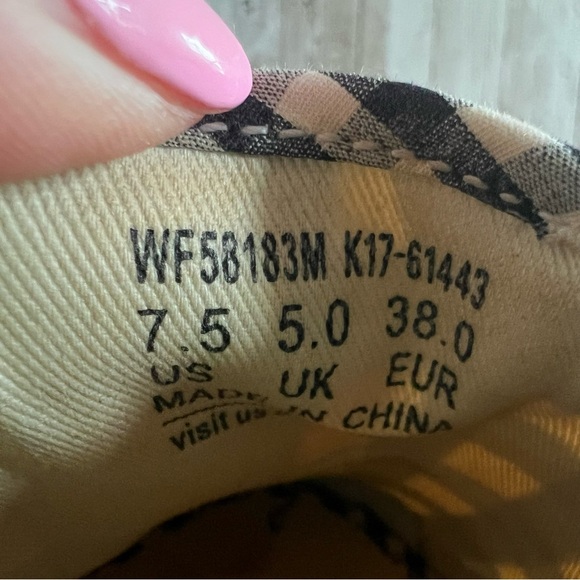 WF58183M K17-61443
7.5 5.0 38.0
US UK EUR
MADE IN CHINA
visit us